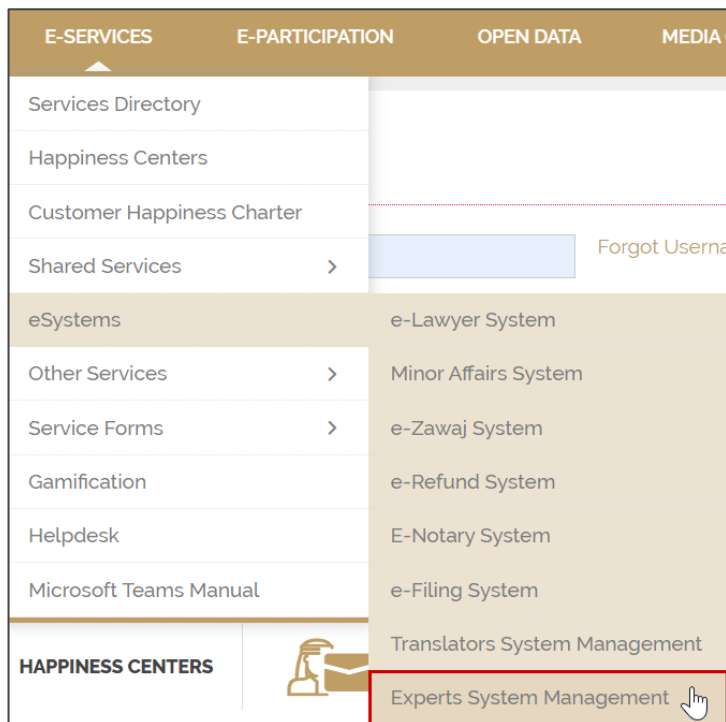 E-SERVICES E-PARTICIPATION OPEN DATA MEDIA
Services Directory
Happiness Centers
Customer Happiness Charter
Forgot Userna
Shared Services
eSystems
Other Services
Service Forms
Gamification
Helpdesk
Microsoft Teams Manual
e-Lawyer System
Minor Affairs System
e-Zawaj System
e-Refund System
E-Notary System
e-Filing System
Translators System Management
Experts System Management
HAPPINESS CENTERS